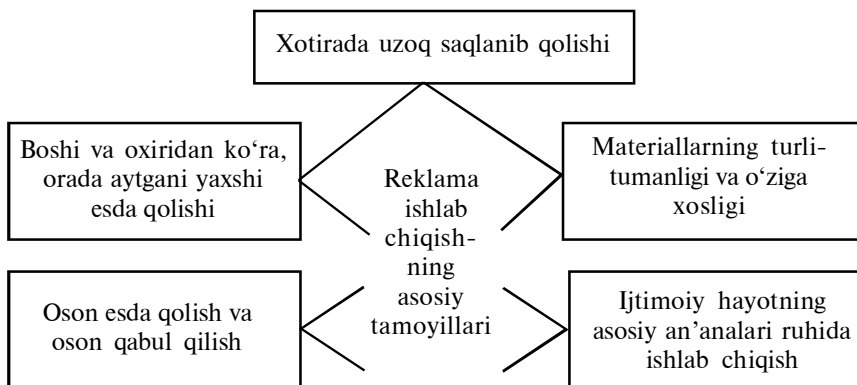 Xotirada uzoq saqlanib qolishi
Boshi va oxiridan ko‘ra,
orada aytgani yaxshi
esda qolishi
Materiallarning turli-
tumanligi va o‘ziga
xosligi
Reklama
ishlab
chiqish-
ning
asosiy
tamoyillari
Oson esda qolish va
oson qabul qilish
Ijtimoiy hayotning
asosiy an’analari ruhida
ishlab chiqish